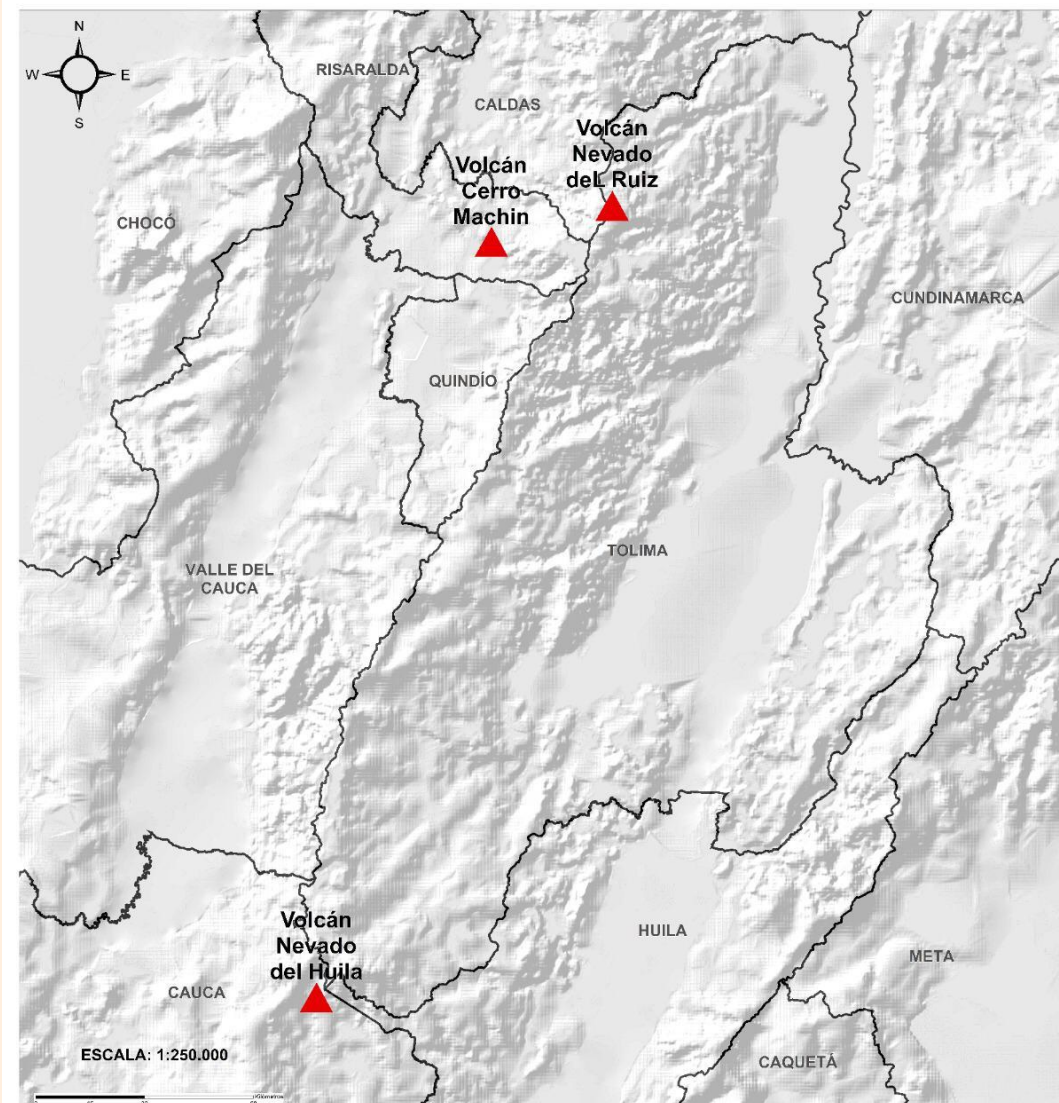 N
W
E
S
RISARALDA
CALDAS
Volcán
Nevado
deL Ruiz
Volcán
Cerro
Machin
CHOCÓ
CUNDINAMARCA
QUINDÍO
TOLIMA
VALLE DEL
CAUCA
Volcán
Nevado
del Huila
HUILA
META
CAUCA
ESCALA: 1:250.000
CAQUETÁ